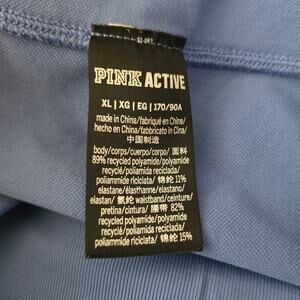 PINK ACTIVE
XL | XG | EG | 170/90A
made in China/fabriqué en Chine/
hecho en China/fabbricato in Cina/
中国制造
body/corps/cuerpo/corpo/ 面料
89% recycled polyamide/polyamide
recyclé/poliamida reciclada/
poliammide riciclata/ 锦纶 11%
elastane/élasthanne/elastano/
elastan/ 氨纶 waistband/ceinture/
pretina/cintura/ 腰带 82%
recycled polyamide/polyamide
recyclé/poliamida reciclada/
poliammide riciclata/ 锦纶 15%